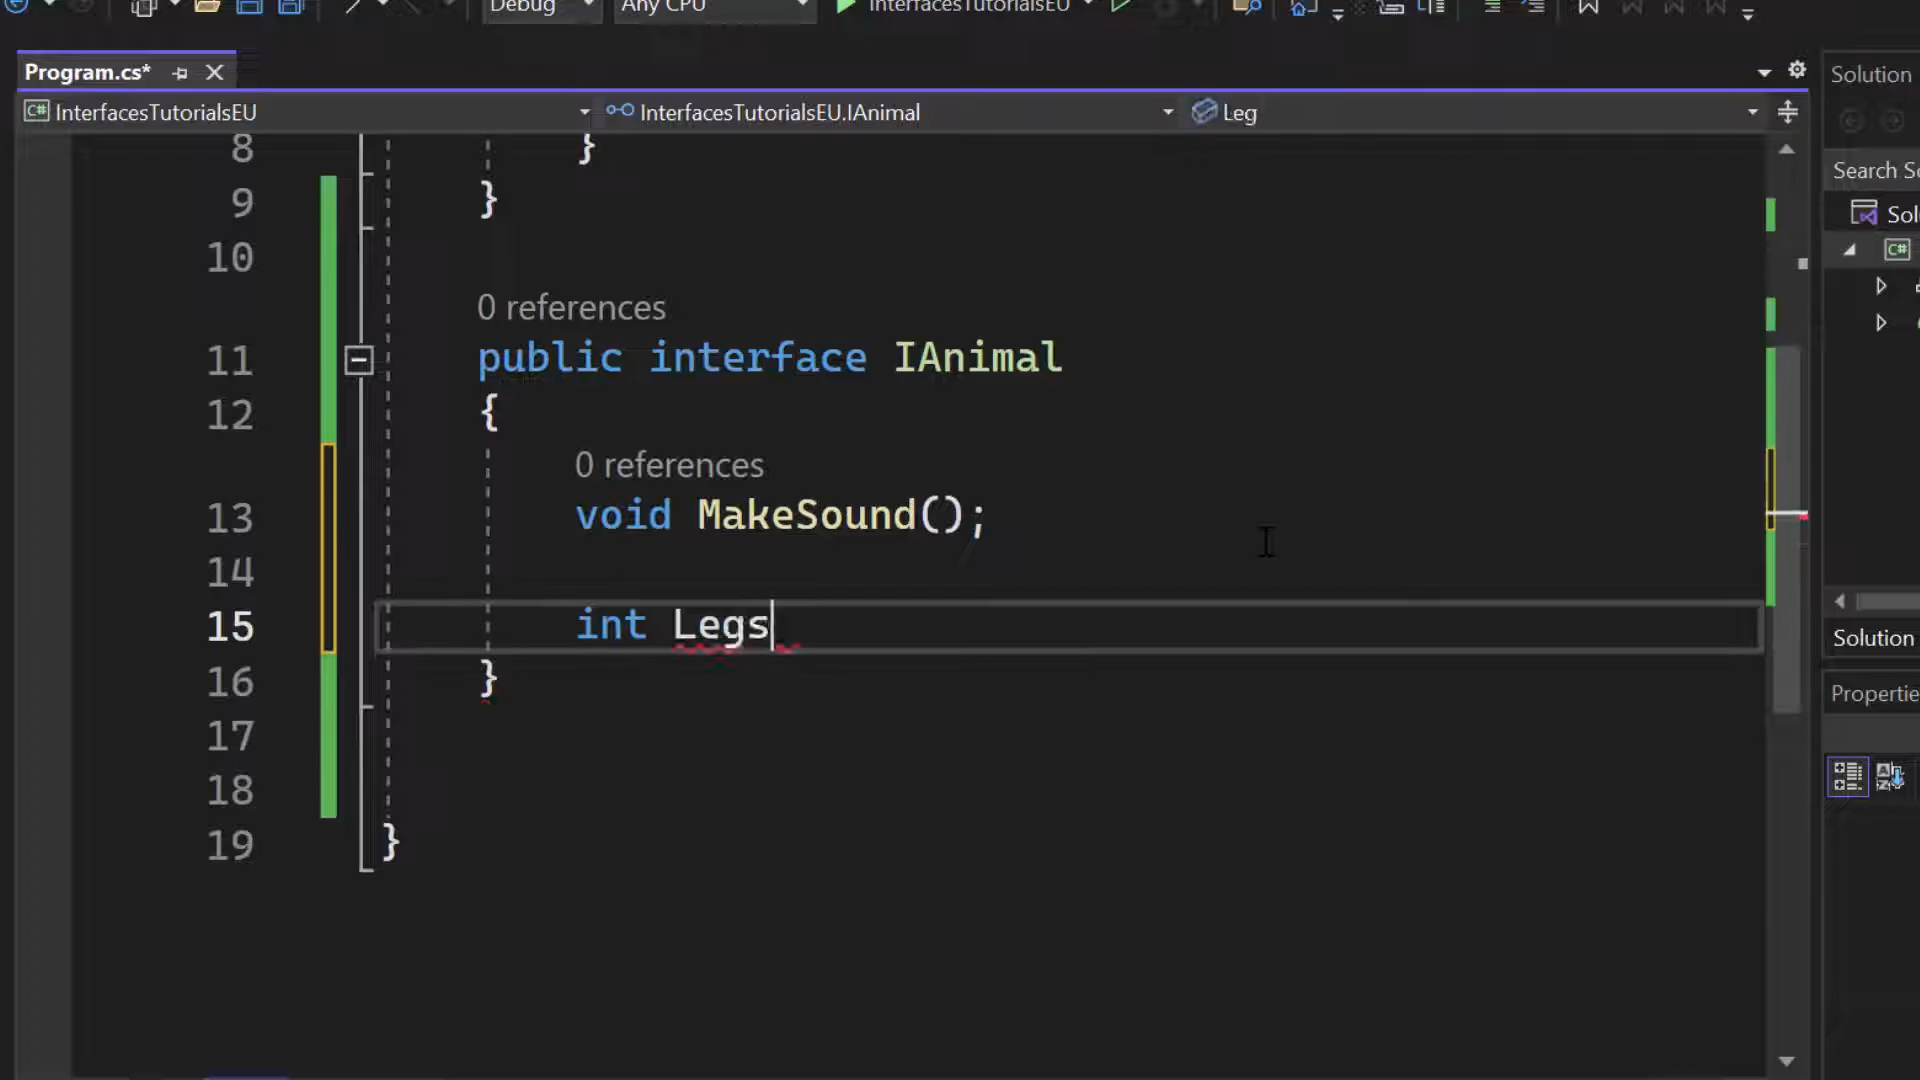 Debug Any CPU InterfacesTutorialsEU
Program.cs*
Solution
InterfacesTutorialsEU InterfacesTutorialsEU.IAnimal Leg
8 }
Search So
9 }
Sol
10
C#
0 references
11 public interface IAnimal
12 {
0 references
13 void MakeSound();
14
15 int Legs
Solution
16 }
Propertie
17
18
19 }